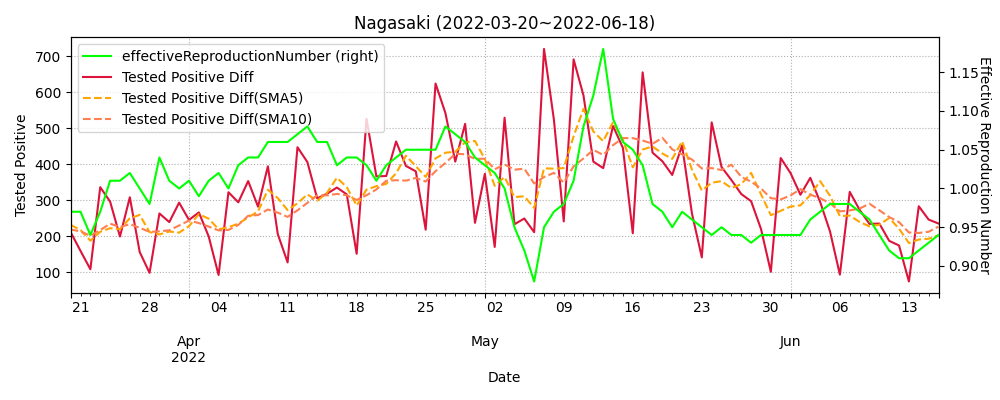 Nagasaki (2022-03-20~2022-06-18)
effectiveReproductionNumber (right)
Tested Positive Diff
Tested Positive Diff(SMA5)
Tested Positive Diff(SMA10)
Tested Positive
700
600
500
400
300
200
100
1.15
1.10
1.05
1.00
0.95
0.90
Effective Reproduction Number
21 28 04 11 18 25 02 09 16 23 30 06 13
Apr May Jun
2022
Date